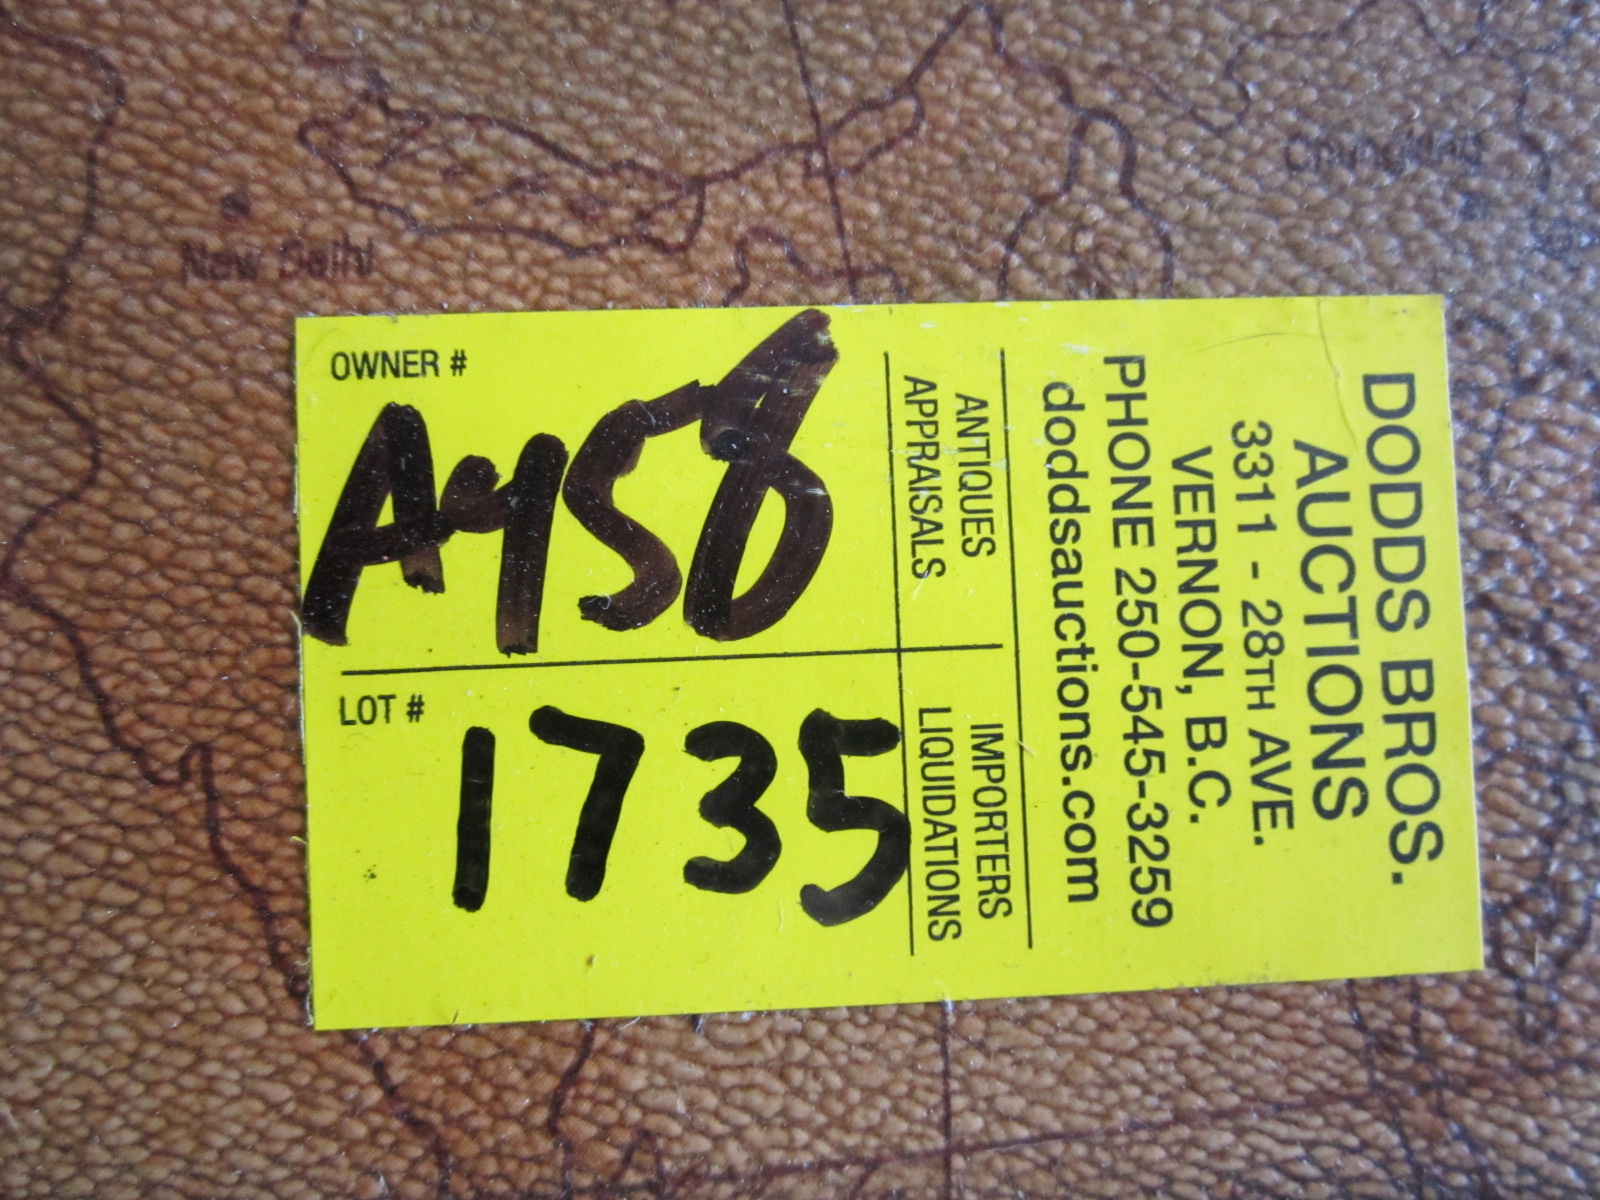 New Delhi
OWNER #
A458
LOT #
1735
ANTIQUES
APPRAISALS
IMPORTERS
LIQUIDATIONS
DODDS BROS.
AUCTIONS
3311 - 28TH AVE.
VERNON, B.C.
PHONE 250-545-3259
doddsauctions.com